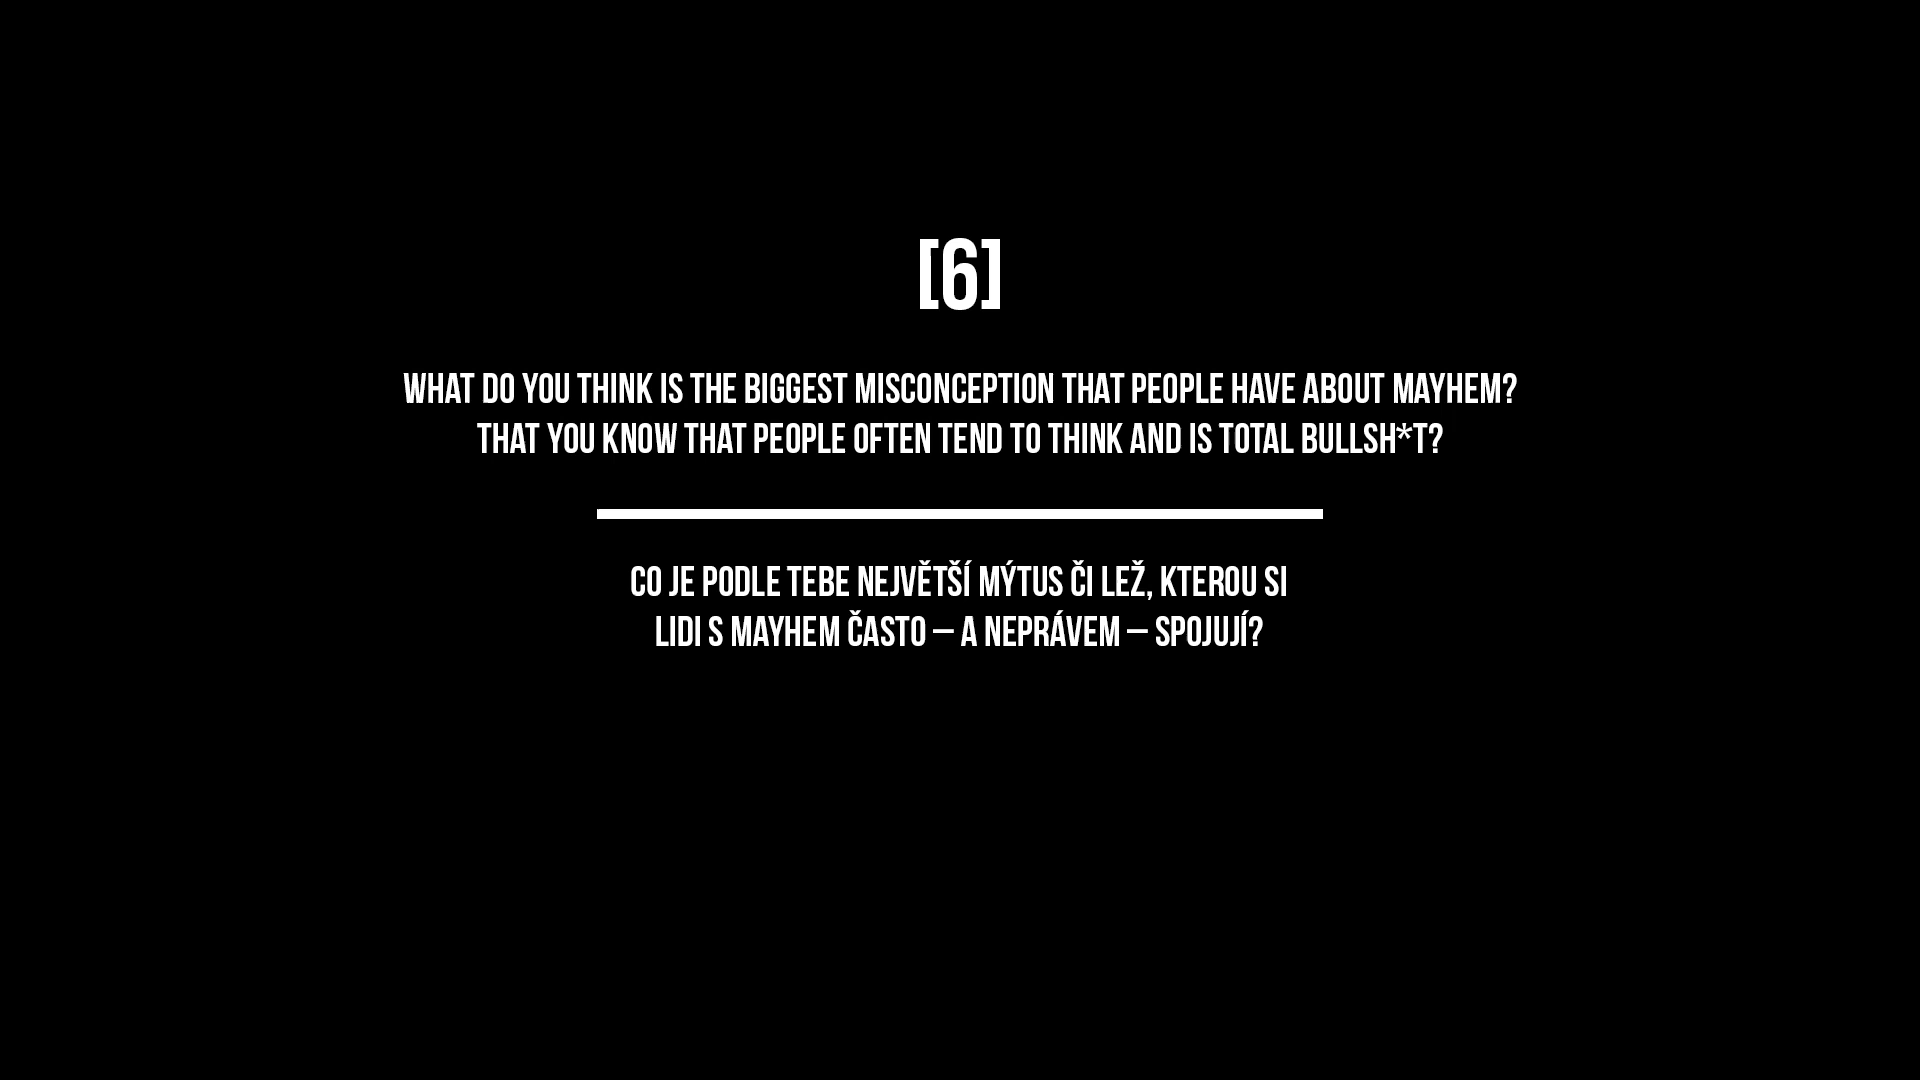 [6]
WHAT DO YOU THINK IS THE BIGGEST MISCONCEPTION THAT PEOPLE HAVE ABOUT MAYHEM?
THAT YOU KNOW THAT PEOPLE OFTEN TEND TO THINK AND IS TOTAL BULLSH*T?
CO JE PODLE TEBE NEJVĚTŠÍ MÝTUS ČI LEŽ, KTEROU SI
LIDI S MAYHEM ČASTO – A NEPRÁVEM – SPOJUJÍ?